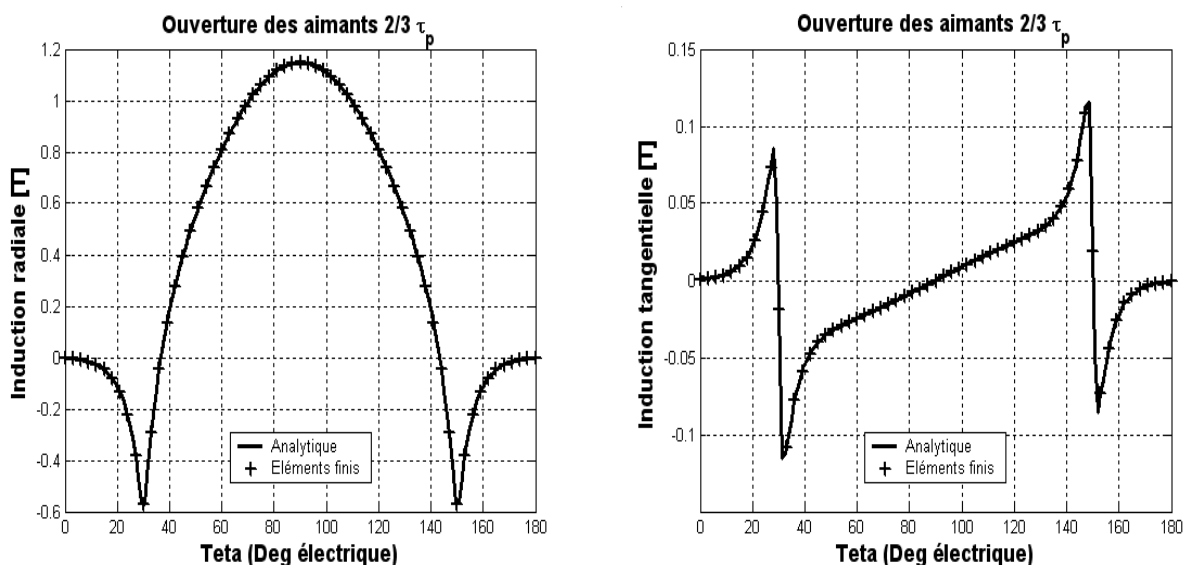 Ouverture des aimants 2/3 τp
Induction radiale [T]
1.2
1
0.8
0.6
0.4
0.2
0
-0.2
-0.4
-0.6
Analytique
Eléments finis
0 20 40 60 80 100 120 140 160 180
Teta (Deg électrique)
Ouverture des aimants 2/3 τp
Induction tangentielle [T]
0.15
0.1
0.05
0
-0.05
-0.1
Analytique
Eléments finis
0 20 40 60 80 100 120 140 160 180
Teta (Deg électrique)